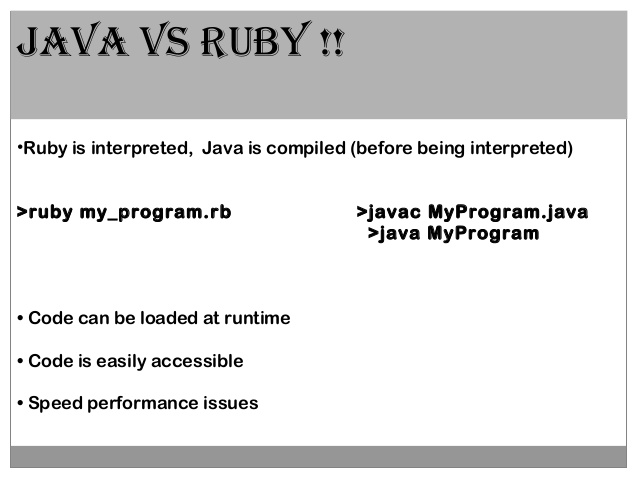 JAVA VS RUBY !!
•Ruby is interpreted, Java is compiled (before being interpreted)
>ruby my_program.rb >javac MyProgram.java
>java MyProgram
• Code can be loaded at runtime
• Code is easily accessible
• Speed performance issues